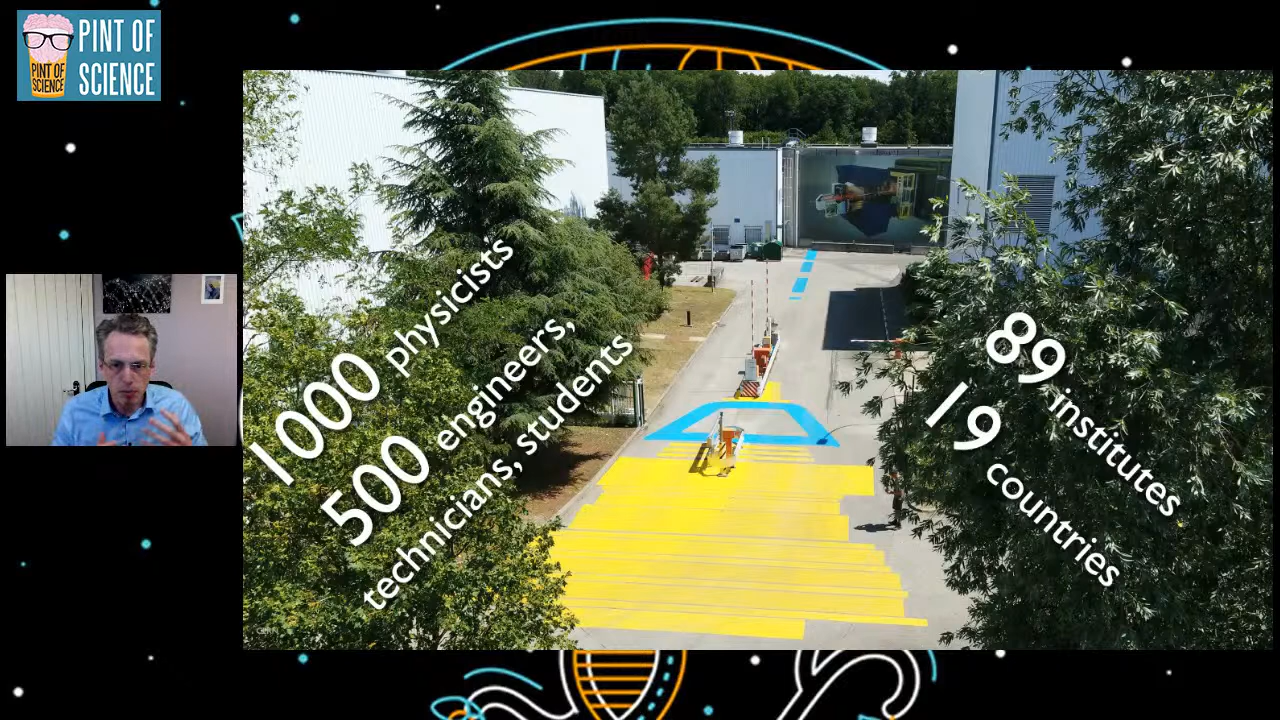 PINT OF
SCIENCE
PINT OF
SCIENCE
1000 physicists
500 engineers,
technicians, students
89 institutes
19 countries